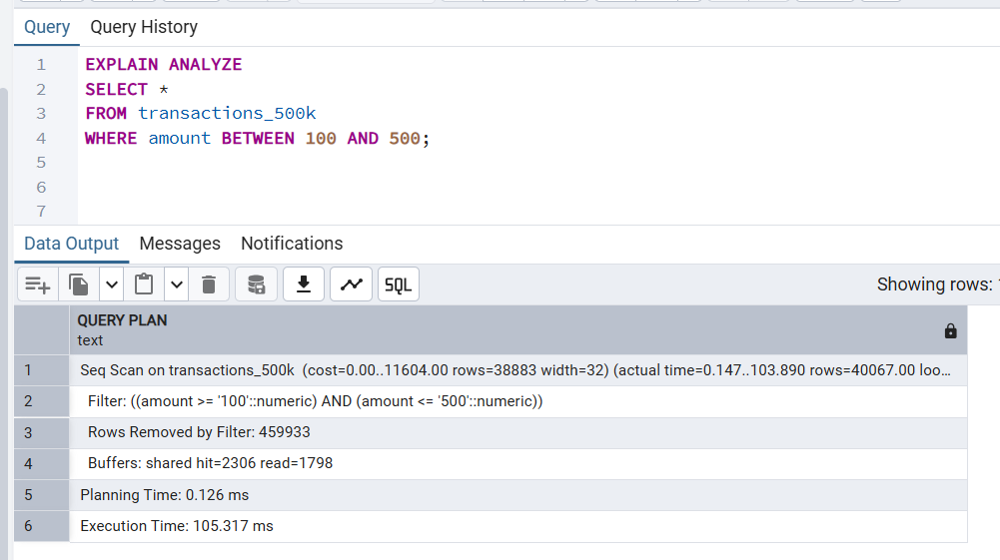 Query Query History
1 EXPLAIN ANALYZE
2 SELECT *
3 FROM transactions_500k
4 WHERE amount BETWEEN 100 AND 500;
5
6
7
Data Output Messages Notifications
SQL Showing rows:
QUERY PLAN
text
1 Seq Scan on transactions_500k (cost=0.00..11604.00 rows=38883 width=32) (actual time=0.147..103.890 rows=40067.00 loo...
2 Filter: ((amount >= '100'::numeric) AND (amount <= '500'::numeric))
3 Rows Removed by Filter: 459933
4 Buffers: shared hit=2306 read=1798
5 Planning Time: 0.126 ms
6 Execution Time: 105.317 ms